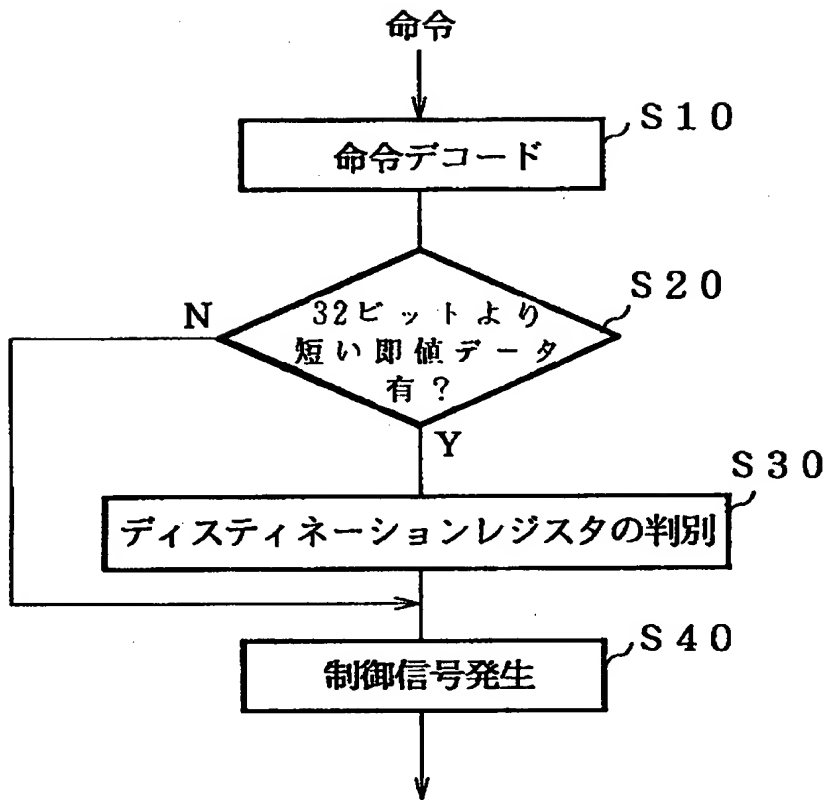 命令
S10
命令デコード
S20
N
32ビットより
短い即値データ
有?
Y
S30
ディスティネーションレジスタの判別
S40
制御信号発生